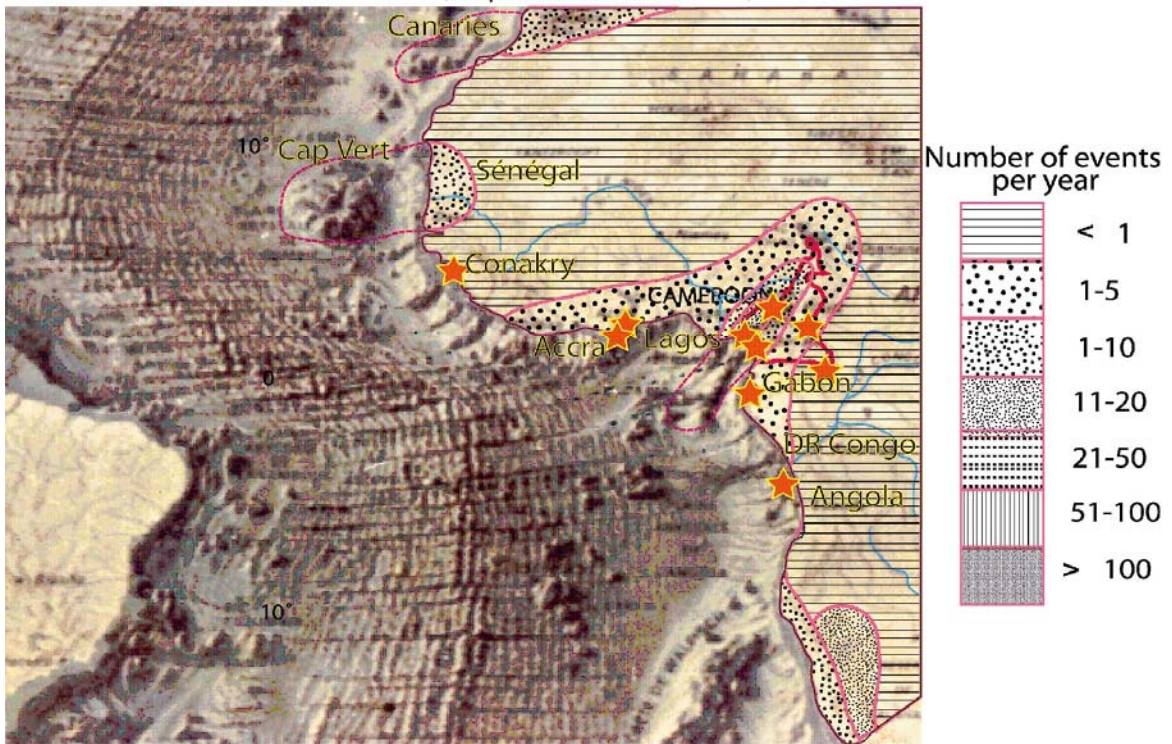 Canaries
SAHARA
10°
Cap Vert
Sénégal
Conakry
CAMEROON
Accra
Lagos
0
Gabon
DR Congo
Angola
10°
Number of events
per year
< 1
1-5
1-10
11-20
21-50
51-100
> 100